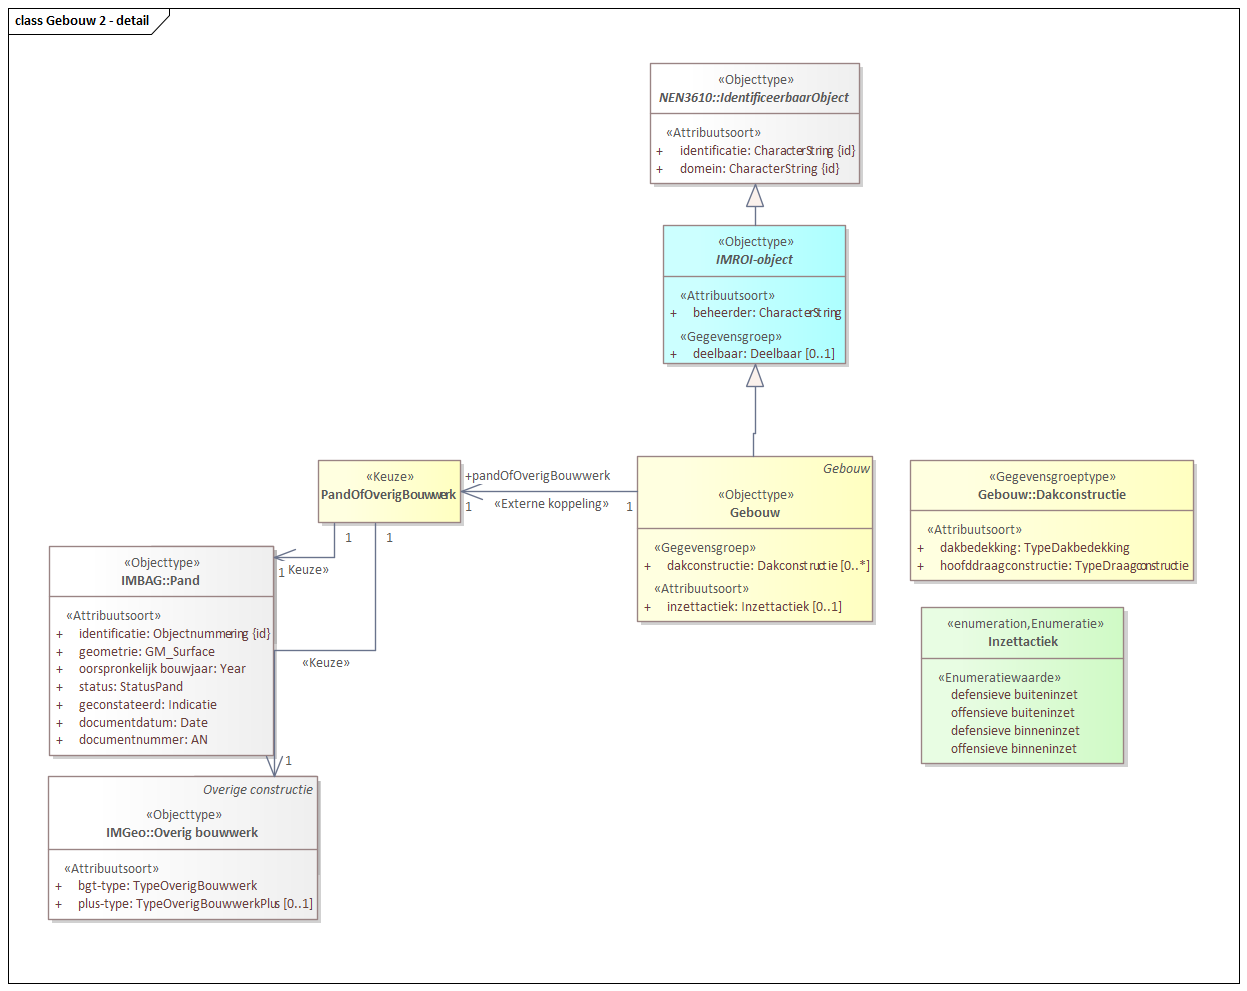 class Gebouw 2 - detail
«Objecttype»
NEN3610::IdentificeerbaarObject
«Attribuutsoort»
+ identificatie: CharacterString {id}
+ domein: CharacterString {id}
«Objecttype»
IMROI-object
«Attribuutsoort»
+ beheerder: CharacterString
«Gegevensgroep»
+ deelbaar: Deelbaar [0..1]
«Keuze»
PandOfOverigBouwwerk
+pandOfOverigBouwwerk
1
«Externe koppeling»
1
Gebouw
«Objecttype»
Gebouw
«Gegevensgroep»
+ dakconstructie: Dakconstructie [0..*]
«Attribuutsoort»
+ inzettactiek: Inzettactiek [0..1]
«Gegevensgroeptype»
Gebouw::Dakconstructie
«Attribuutsoort»
+ dakbedekking: TypeDakbedekking
+ hoofddraagconstructie: TypeDraagconstructie
1
1
1
Keuze»
«Keuze»
1
«Objecttype»
IMBAG::Pand
«Attribuutsoort»
+ identificatie: Objectnummering {id}
+ geometrie: GM_Surface
+ oorspronkelijk bouwjaar: Year
+ status: StatusPand
+ geconstateerd: Indicatie
+ documentdatum: Date
+ documentnummer: AN
«enumeration,Enumeratie»
Inzettactiek
«Enumeratiewaarde»
defensieve buiteninzet
offensieve buiteninzet
defensieve binneninzet
offensieve binneninzet
Overige constructie
«Objecttype»
IMGeo::Overig bouwwerk
«Attribuutsoort»
+ bgt-type: TypeOverigBouwwerk
+ plus-type: TypeOverigBouwwerkPlus [0..1]